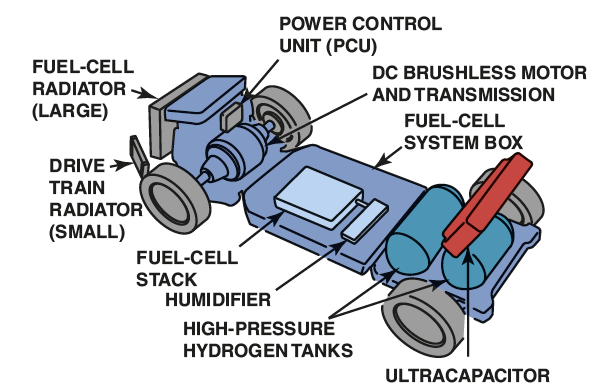 POWER CONTROL
UNIT (PCU)
FUEL-CELL
RADIATOR
(LARGE)
DC BRUSHLESS MOTOR
AND TRANSMISSION
FUEL-CELL
SYSTEM BOX
DRIVE
TRAIN
RADIATOR
(SMALL)
FUEL-CELL
STACK
HUMIDIFIER
HIGH-PRESSURE
HYDROGEN TANKS
ULTRACAPACITOR